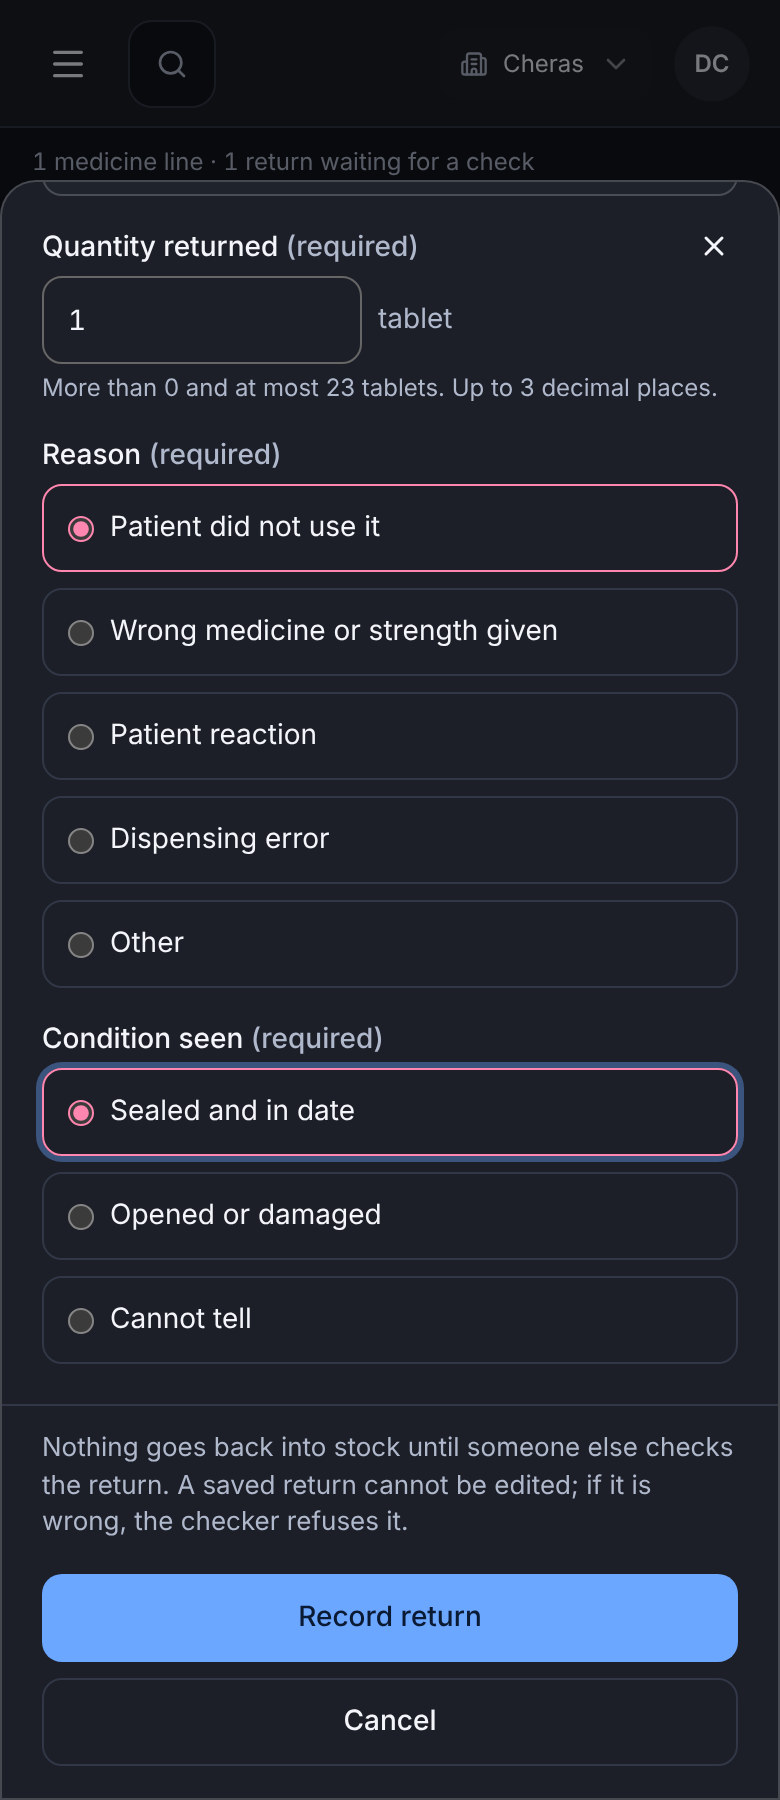 Cheras
DC
1 medicine line · 1 return waiting for a check
Quantity returned (required)
1 tablet
More than 0 and at most 23 tablets. Up to 3 decimal places.
Reason (required)
Patient did not use it
Wrong medicine or strength given
Patient reaction
Dispensing error
Other
Condition seen (required)
Sealed and in date
Opened or damaged
Cannot tell
Nothing goes back into stock until someone else checks
the return. A saved return cannot be edited; if it is
wrong, the checker refuses it.
Record return
Cancel